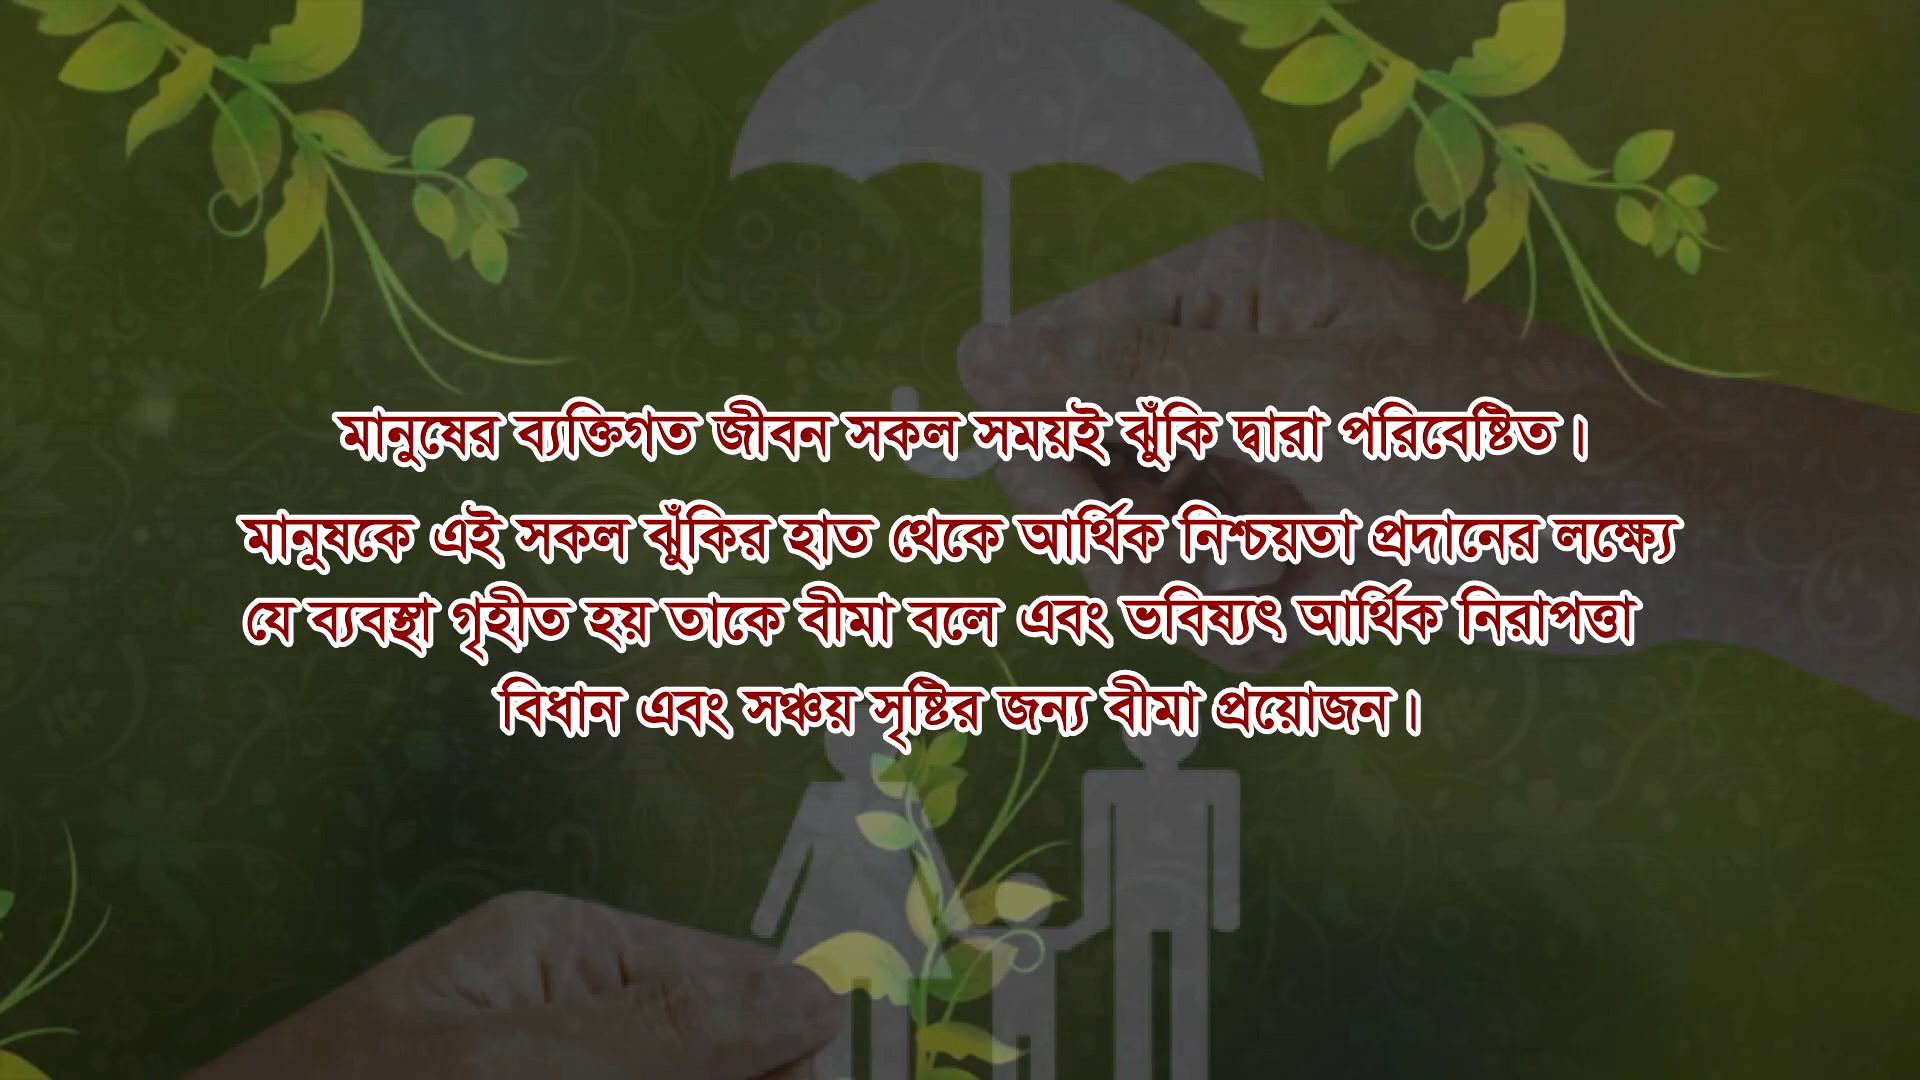 মানুষের ব্যক্তিগত জীবন সকল সময়ই ঝুঁকি দ্বারা পরিবেষ্টিত।
মানুষকে এই সকল ঝুঁকির হাত থেকে আর্থিক নিশ্চয়তা প্রদানের লক্ষ্যে
যে ব্যবস্থা গৃহীত হয় তাকে বীমা বলে এবং ভবিষ্যৎ আর্থিক নিরাপত্তা
বিধান এবং সঞ্চয় সৃষ্টির জন্য বীমা প্রয়োজন।